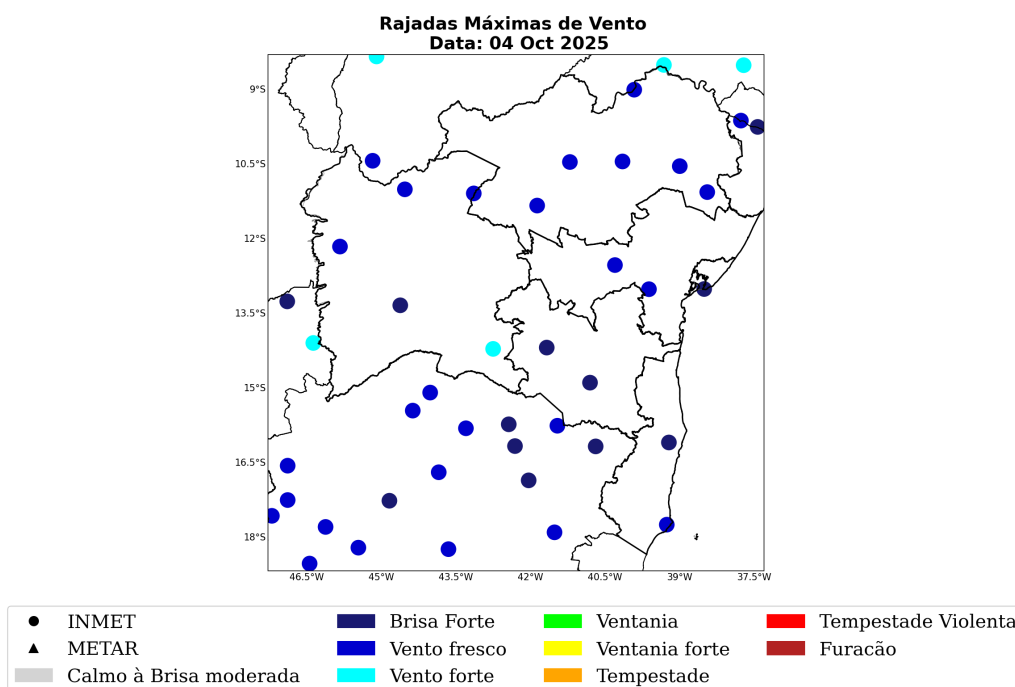 Rajadas Máximas de Vento
Data: 04 Oct 2025
9°S
10.5°S
12°S
13.5°S
15°S
16.5°S
18°S
46.5°W 45°W 43.5°W 42°W 40.5°W 39°W 37.5°W
INMET Brisa Forte Ventania Tempestade Violenta
METAR Vento fresco Ventania forte Furacão
Calmo à Brisa moderada Vento forte Tempestade